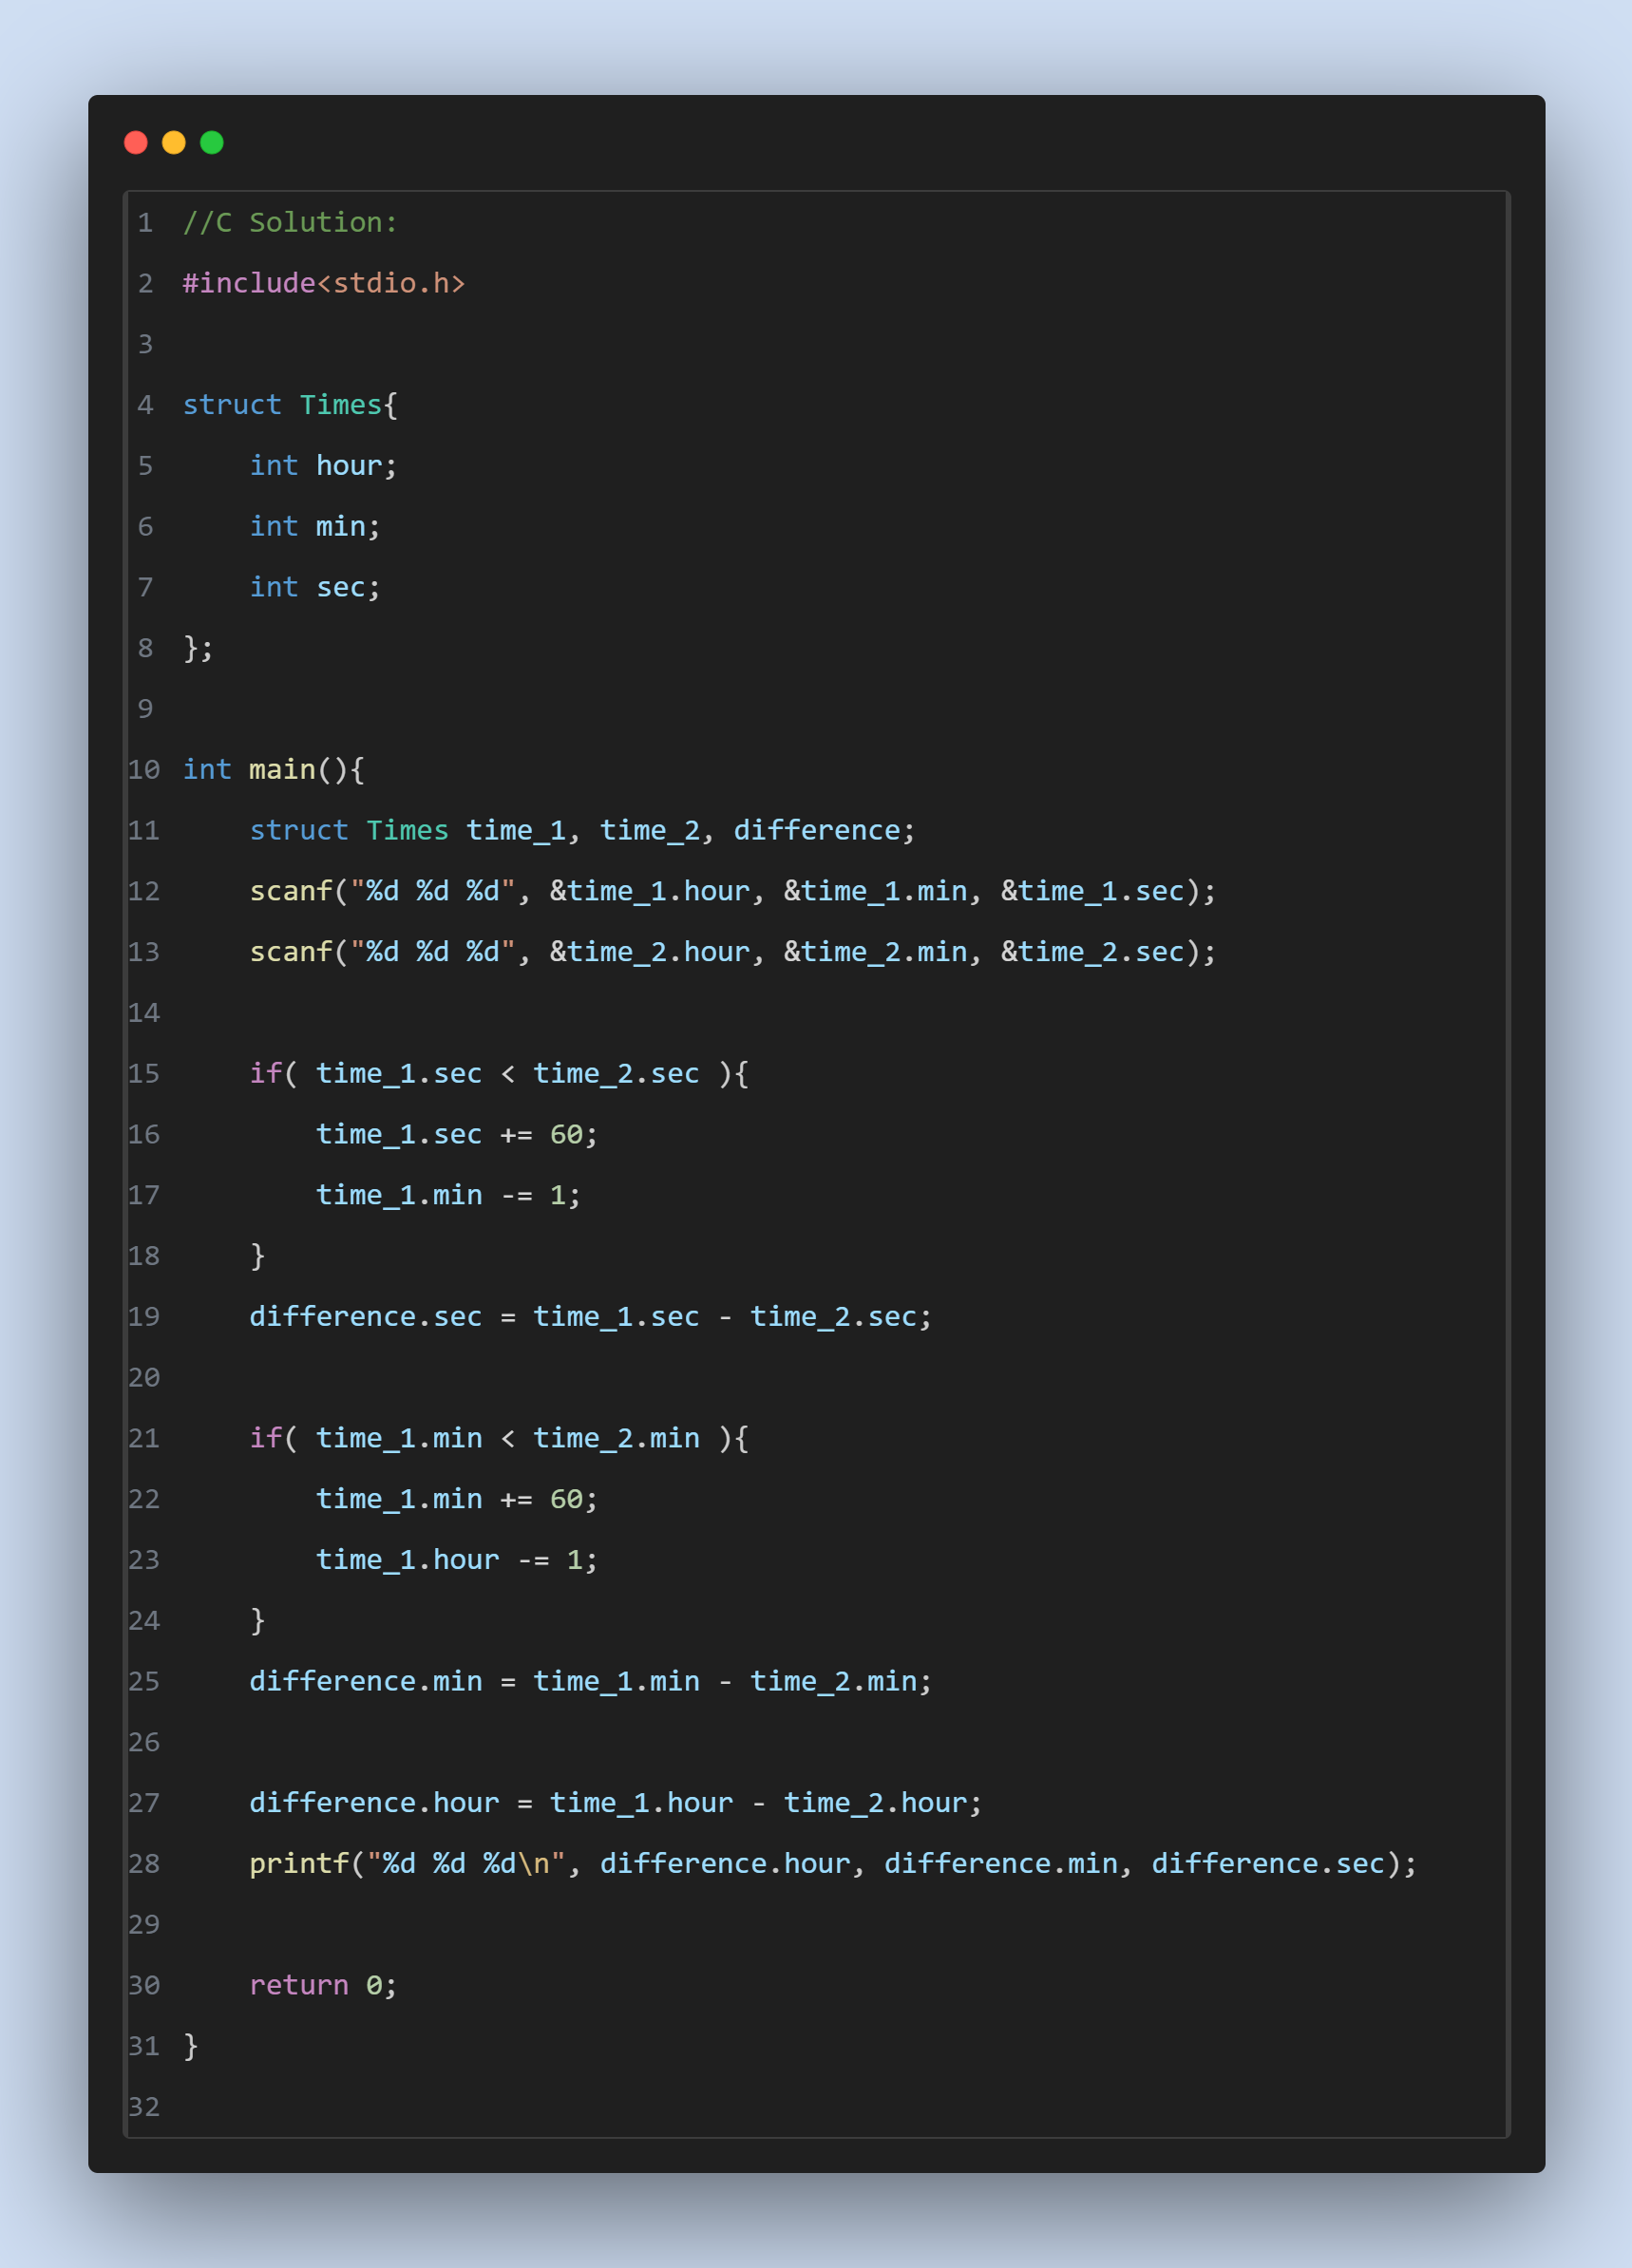 1 //C Solution:
2 #include<stdio.h>
3
4 struct Times{
5     int hour;
6     int min;
7     int sec;
8 };
9
10 int main(){
11     struct Times time_1, time_2, difference;
12     scanf("%d %d %d", &time_1.hour, &time_1.min, &time_1.sec);
13     scanf("%d %d %d", &time_2.hour, &time_2.min, &time_2.sec);
14
15     if( time_1.sec < time_2.sec ){
16         time_1.sec += 60;
17         time_1.min -= 1;
18     }
19     difference.sec = time_1.sec - time_2.sec;
20
21     if( time_1.min < time_2.min ){
22         time_1.min += 60;
23         time_1.hour -= 1;
24     }
25     difference.min = time_1.min - time_2.min;
26
27     difference.hour = time_1.hour - time_2.hour;
28     printf("%d %d %d\n", difference.hour, difference.min, difference.sec);
29
30     return 0;
31 }
32